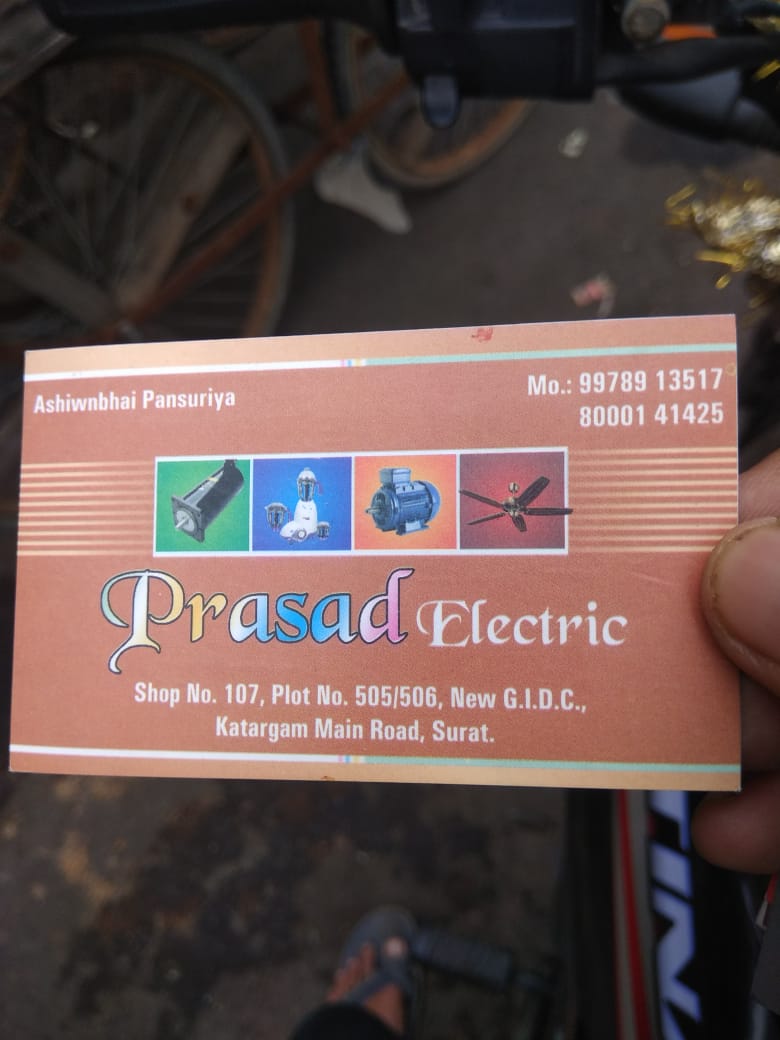 Ashiwnbhai Pansuriya
Mo.: 99789 13517
80001 41425
Prasad Electric
Shop No. 107, Plot No. 505/506, New G.I.D.C.,
Katargam Main Road, Surat.